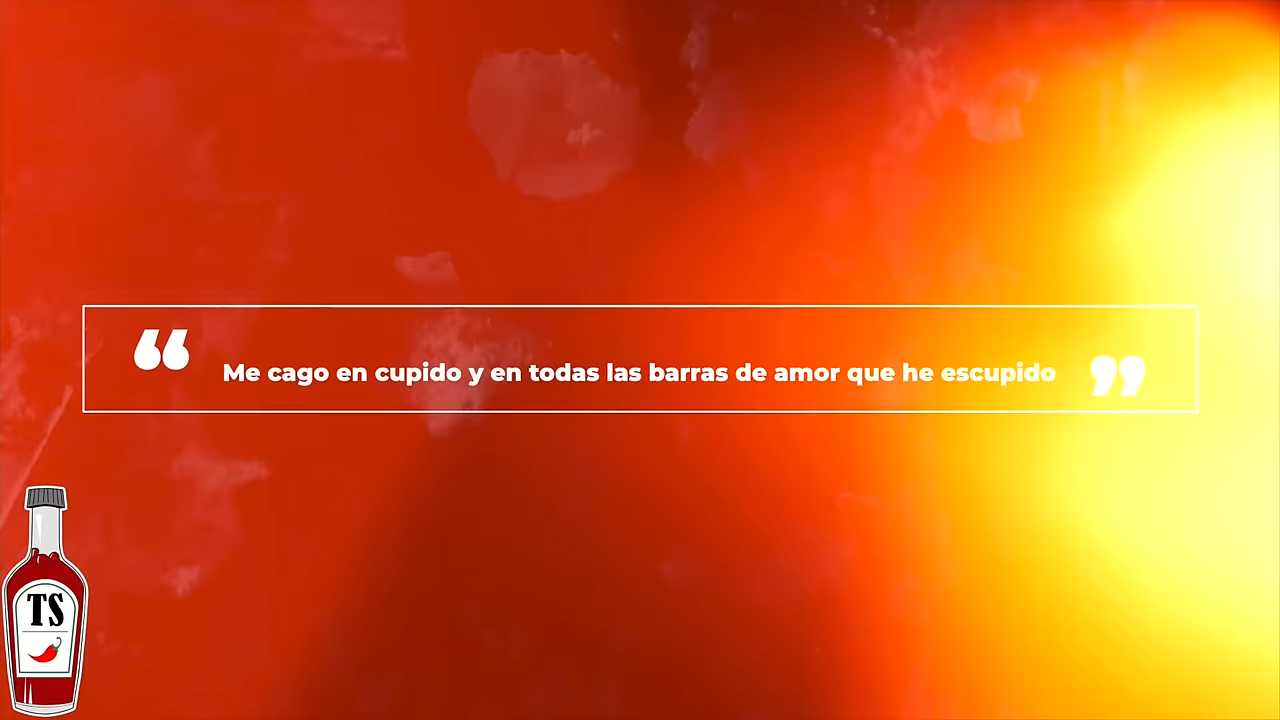 “ Me cago en cupido y en todas las barras de amor que he escupido ”
TS